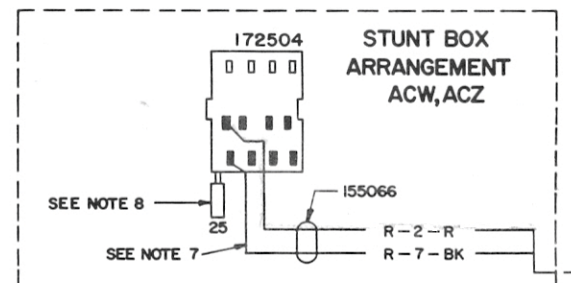 172504
STUNT BOX
ARRANGEMENT
ACW, ACZ
155066
SEE NOTE 8
25
R-2-R
SEE NOTE 7
R-7-BK